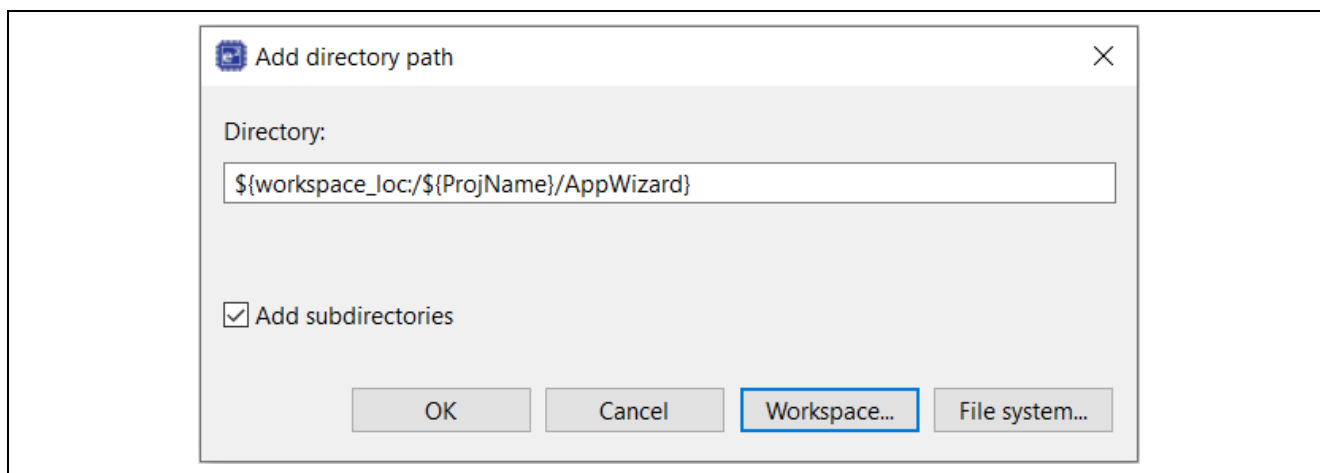 Add directory path
Directory:
${workspace_loc:/${ProjName}/AppWizard}
Add subdirectories
OK Cancel Workspace... File system...